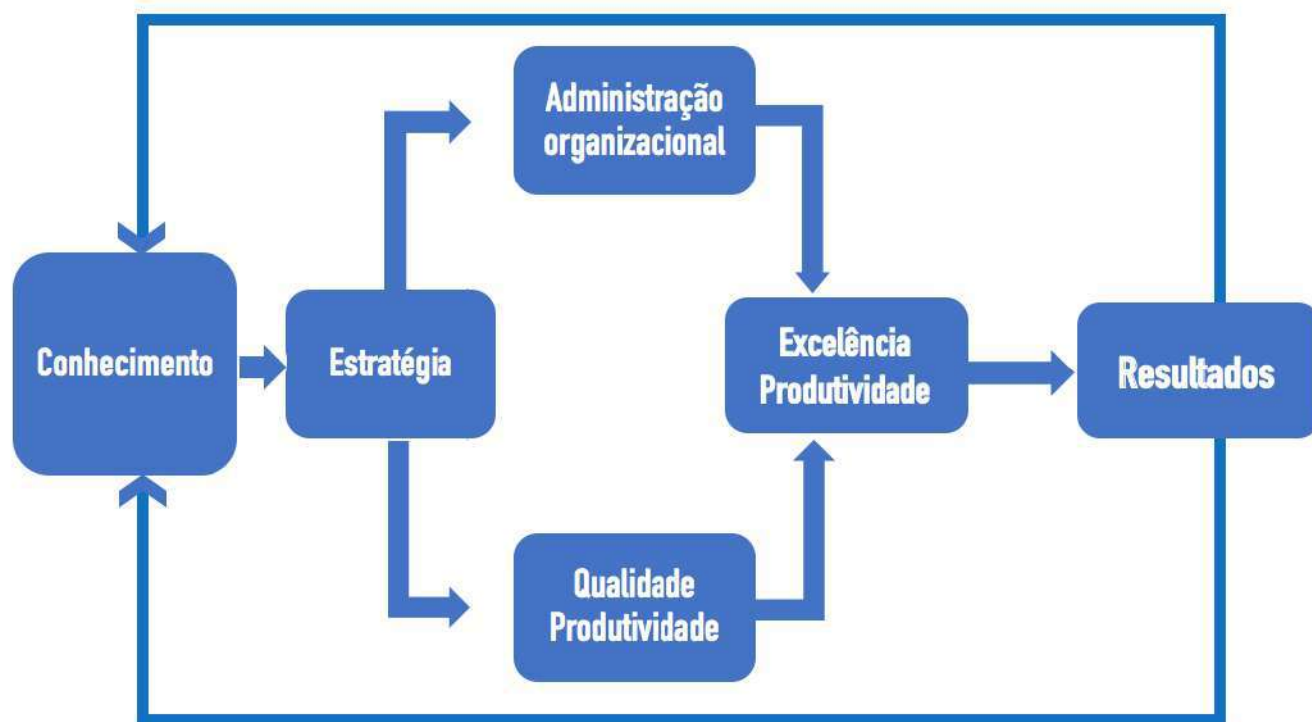 Administração
organizacional
Conhecimento
Estratégia
Excelência
Produtividade
Resultados
Qualidade
Produtividade